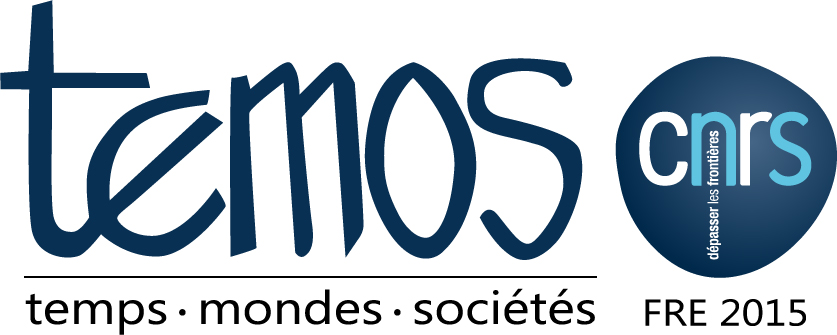 temos
temps · mondes · sociétés
cnrs
dépasser les frontières
FRE 2015